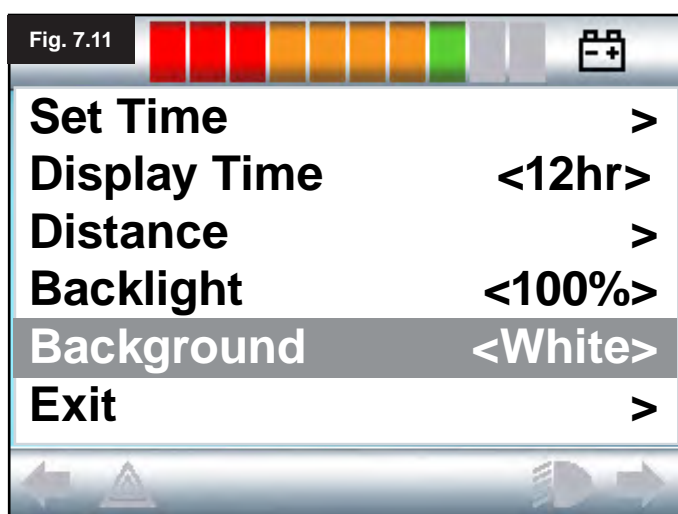 Fig. 7.11
Set Time >
Display Time <12hr>
Distance >
Backlight <100%>
Background <White>
Exit >